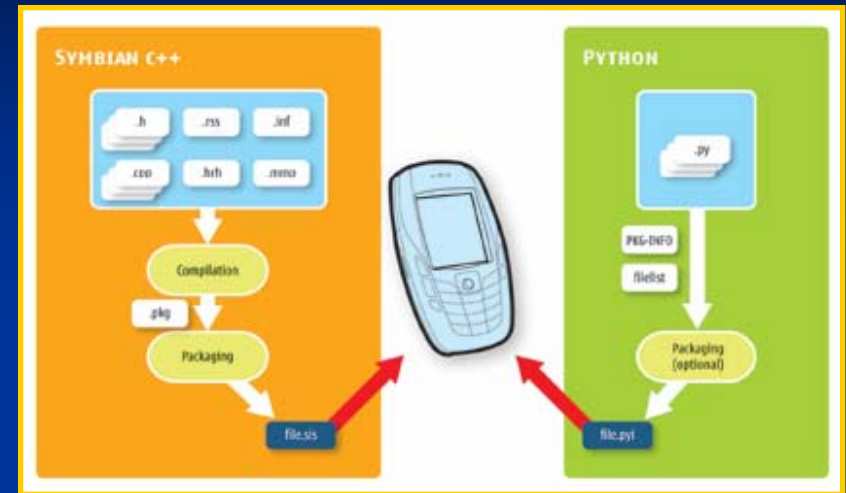 SYMBIAN C++
.h .rss .inf
.cpp .hrh .mmp
Compilation
.pkg
Packaging
file.sis
PYTHON
.py
PKG-INFO
filelist
Packaging
(optional)
file.pyt